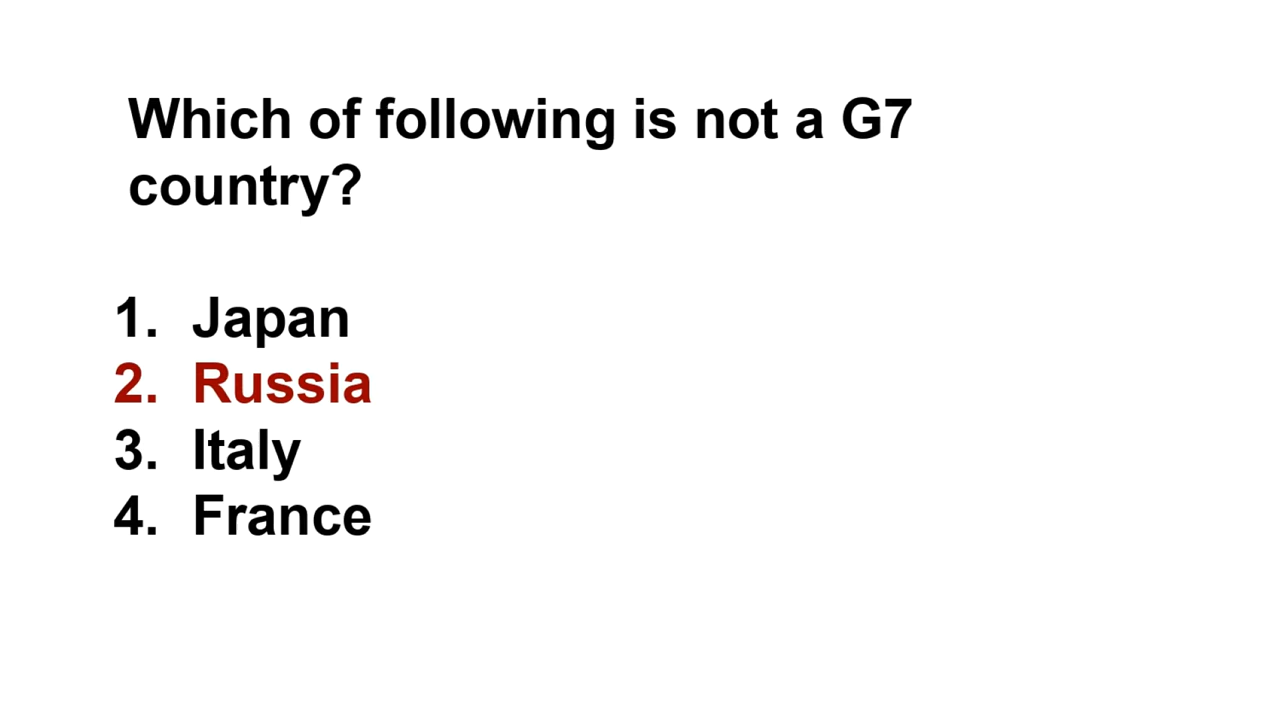 Which of following is not a G7
country?
1. Japan
2. Russia
3. Italy
4. France